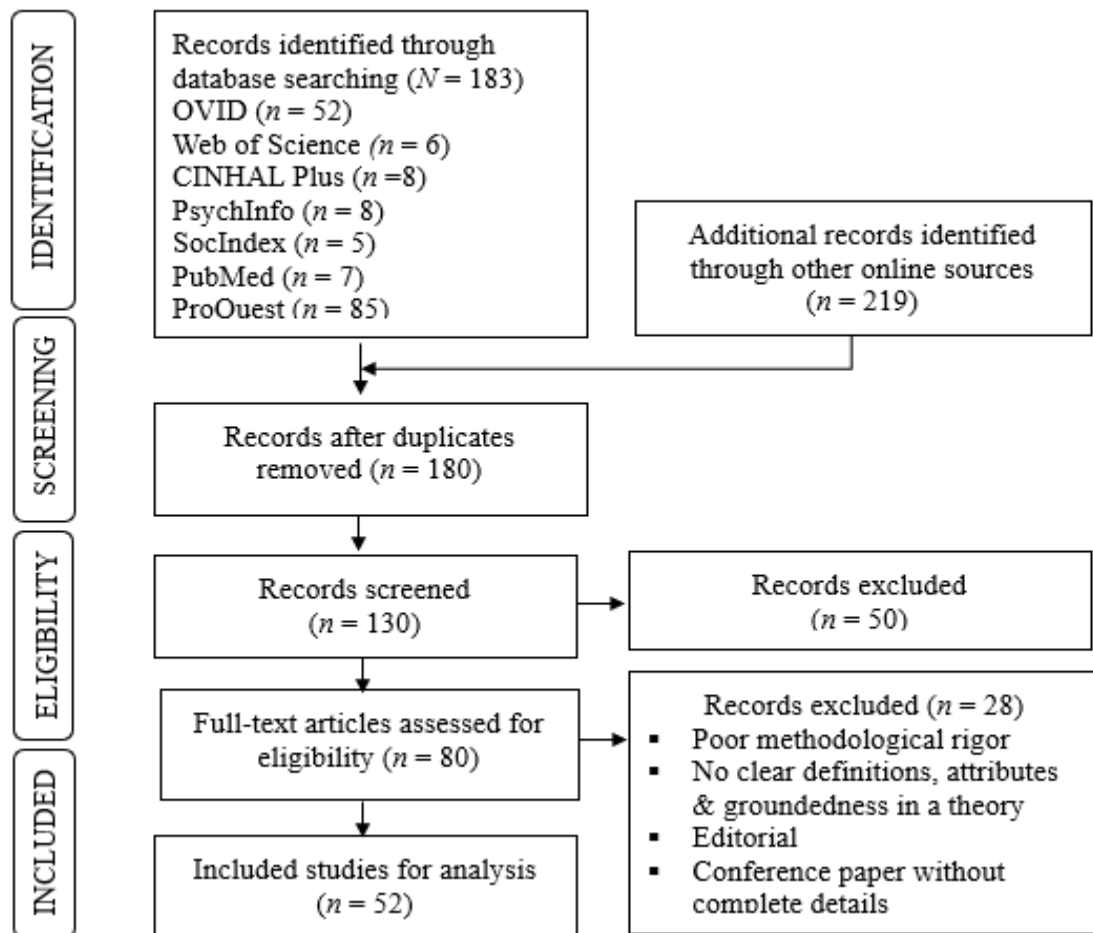 IDENTIFICATION
Records identified through
database searching (N = 183)
OVID (n = 52)
Web of Science (n = 6)
CINHAL Plus (n =8)
PsychInfo (n = 8)
SocIndex (n = 5)
PubMed (n = 7)
ProQuest (n = 85)
Additional records identified
through other online sources
(n = 219)
SCREENING
Records after duplicates
removed (n = 180)
ELIGIBILITY
Records screened
(n = 130)
Records excluded
(n = 50)
Full-text articles assessed for
eligibility (n = 80)
Records excluded (n = 28)
▪ Poor methodological rigor
▪ No clear definitions, attributes
& groundedness in a theory
▪ Editorial
▪ Conference paper without
complete details
INCLUDED
Included studies for analysis
(n = 52)